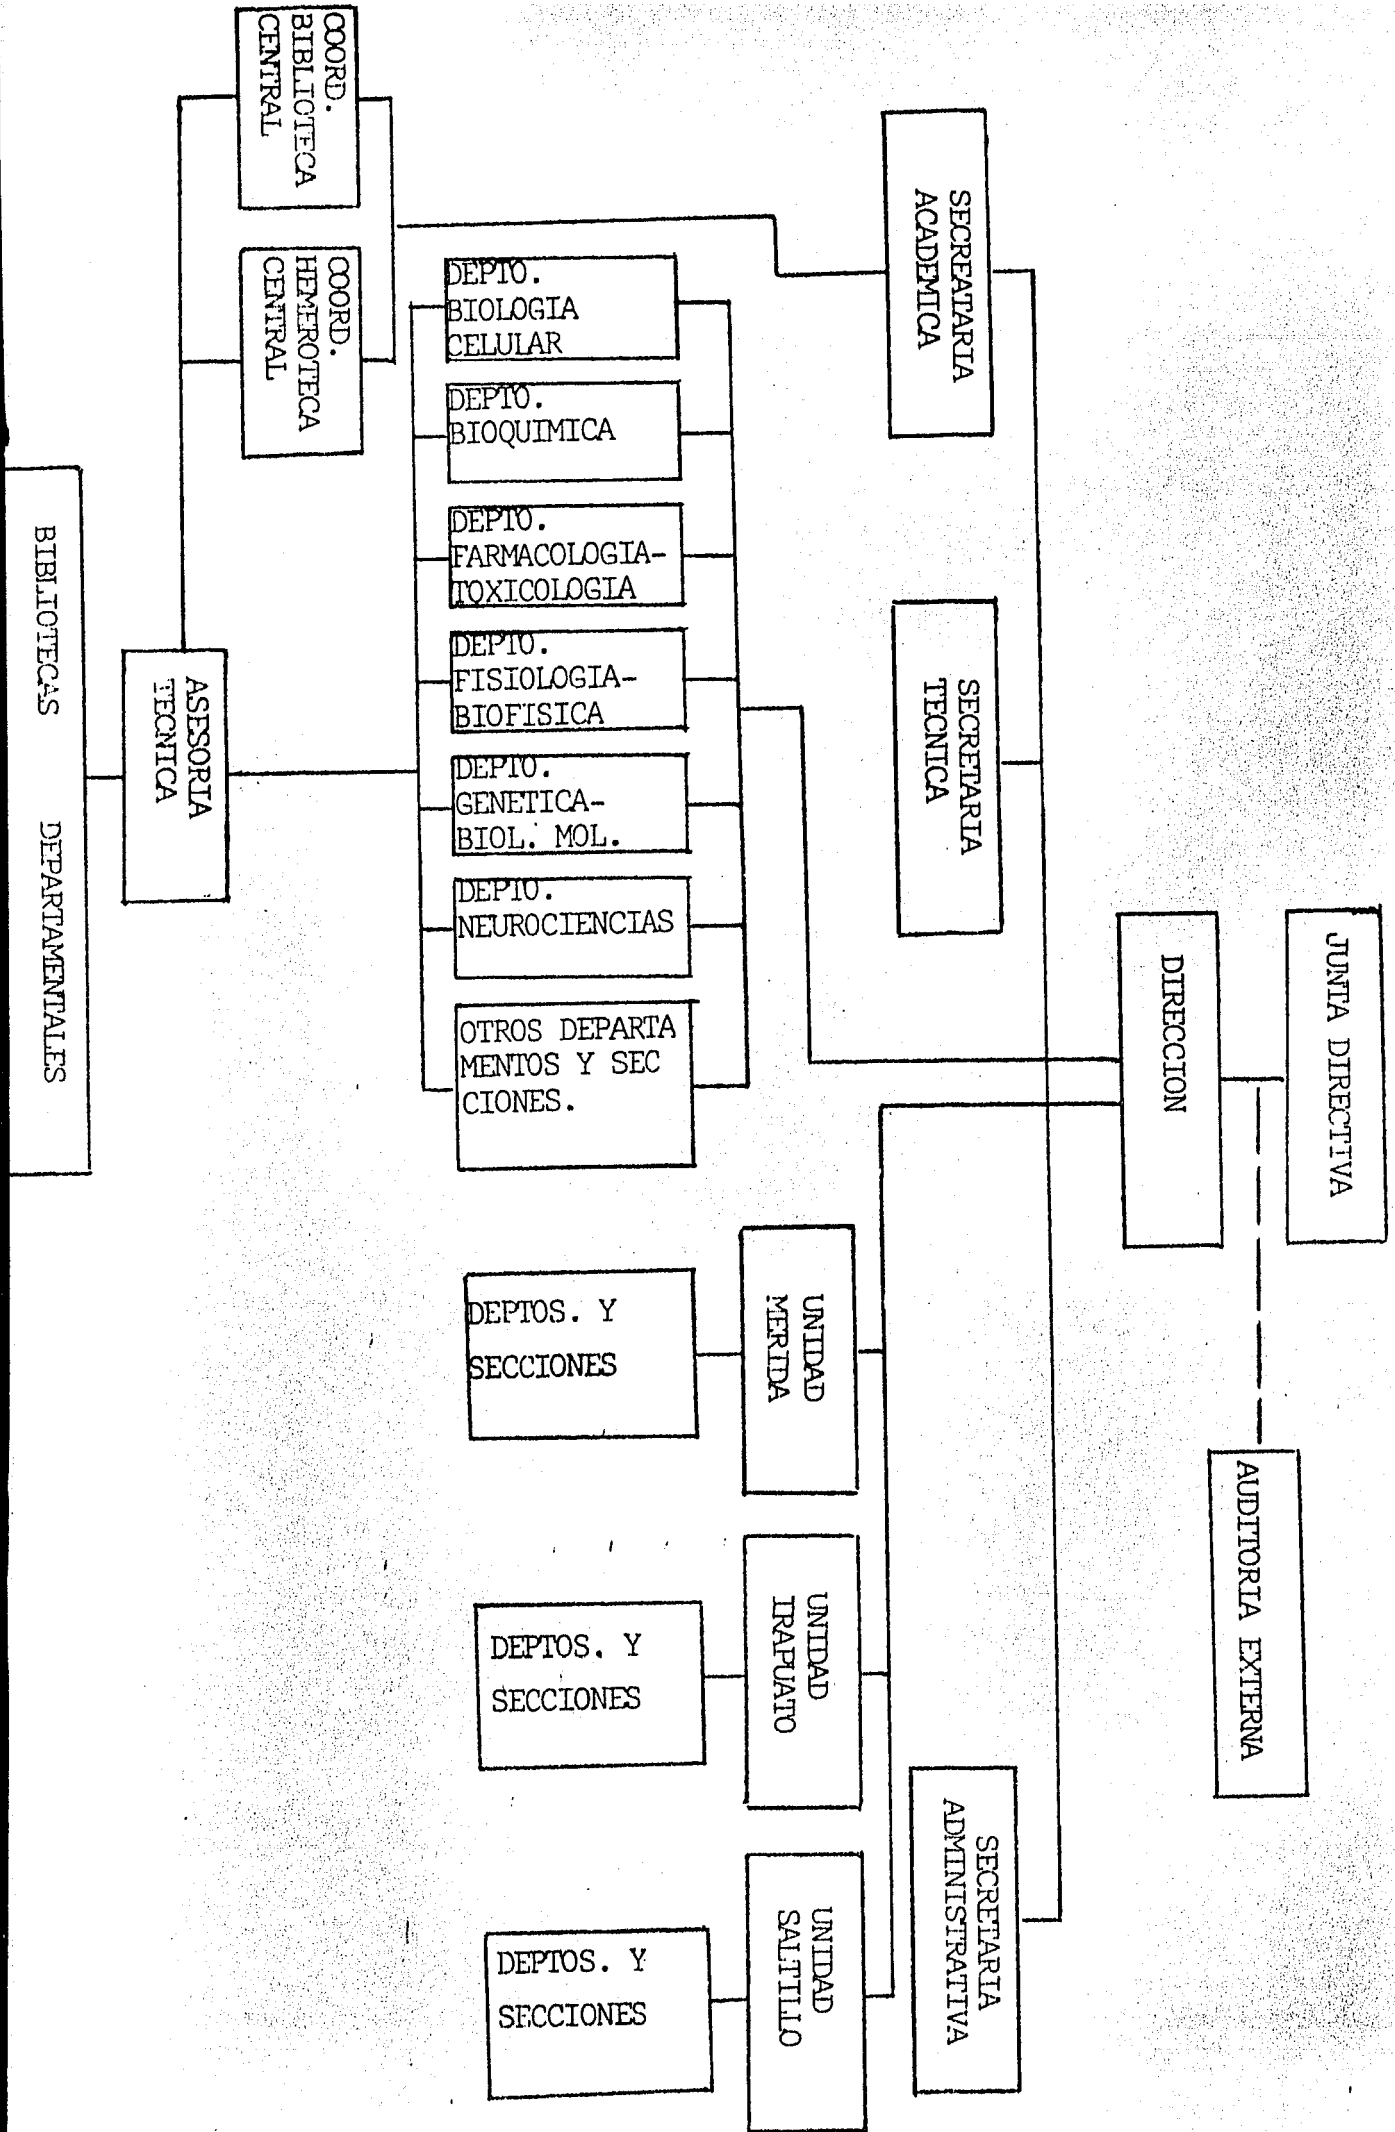 JUNTA DIRECTIVA
AUDITORIA EXTERNA
DIRECCION
SECREATARIA
ACADEMICA
SECRETARIA
TECNICA
SECRETARIA
ADMINISTRATIVA
UNIDAD
MERIDA
UNIDAD
IRAPUATO
UNIDAD
SALTILLO
DEPTO.
BIOLOGIA
CELULAR
DEPTO.
BIOQUIMICA
DEPTO.
FARMACOLOGIA-
TOXICOLOGIA
DEPTO.
FISIOLOGIA-
BIOFISICA
DEPTO.
GENETICA-
BIOL. MOL.
DEPTO.
NEUROCIENCIAS
OTROS DEPARTA
MENTOS Y SEC
CIONES.
DEPTOS. Y
SECCIONES
DEPTOS. Y
SECCIONES
DEPTOS. Y
SECCIONES
COORD.
BIBLIOTECA
CENTRAL
COORD.
HEMEROTECA
CENTRAL
ASESORIA
TECNICA
BIBLIOTECAS DEPARTAMENTALES